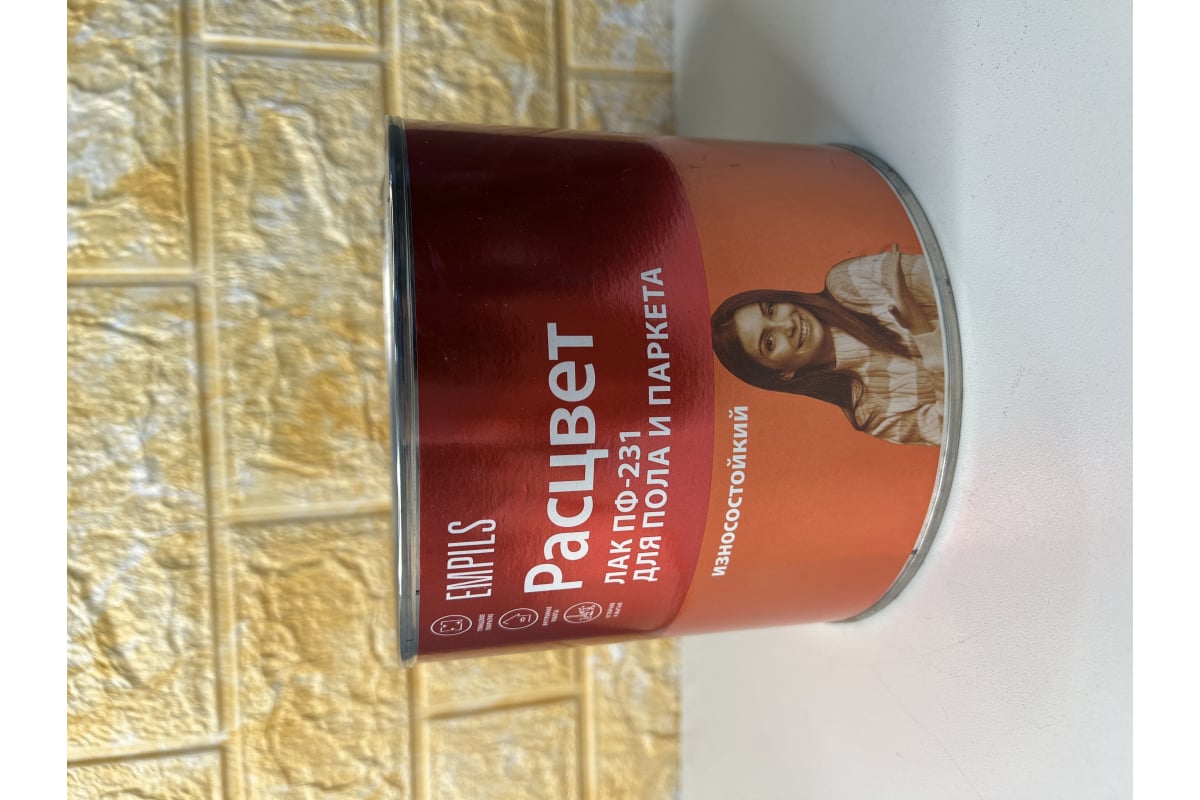 EMPILS
Расцвет
ЛАК ПФ-231
ДЛЯ ПОЛА И ПАРКЕТА
ИЗНОСОСТОЙКИЙ